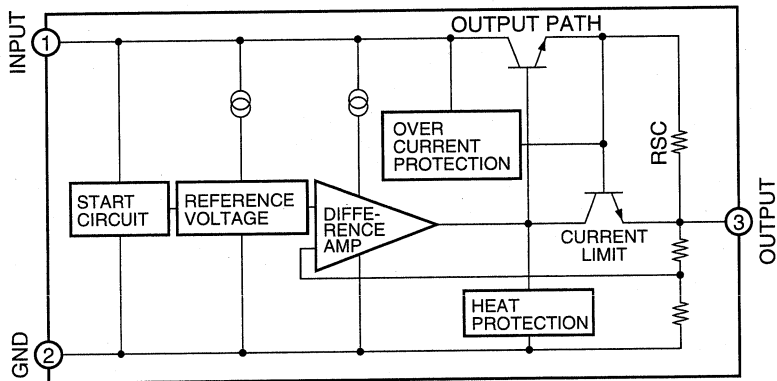 INPUT
1
OUTPUT PATH
OVER
CURRENT
PROTECTION
RSC
START
CIRCUIT
REFERENCE
VOLTAGE
DIFFE-
RENCE
AMP
CURRENT
LIMIT
3
OUTPUT
HEAT
PROTECTION
GND
2